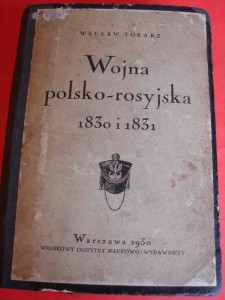 WACŁAW TOKARZ
Wojna
polsko-rosyjska
1830 i 1831
Warszawa 1930
WOJSKOWY INSTYTUT NAUKOWO-WYDAWNICZY